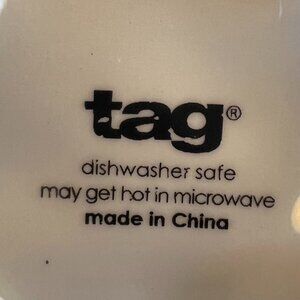 tag®
dishwasher safe
may get hot in microwave
made in China